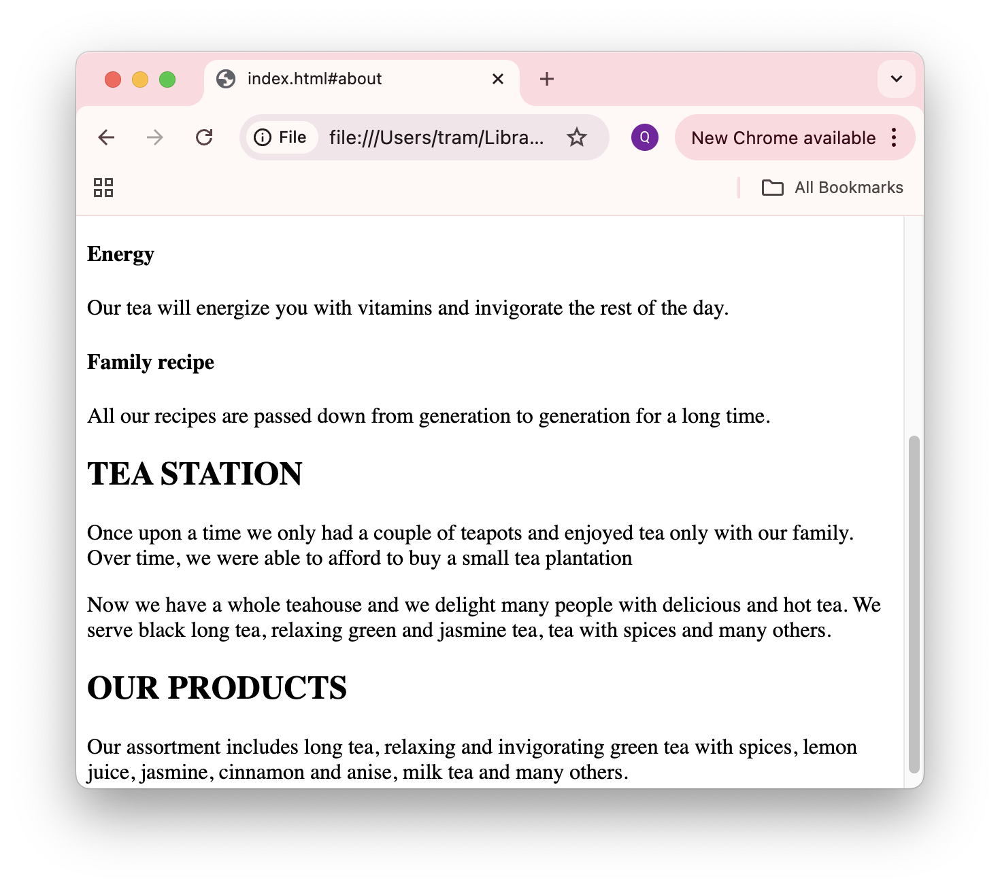 index.html#about
File
file:///Users/tram/Libra...
Q
New Chrome available
All Bookmarks
Energy
Our tea will energize you with vitamins and invigorate the rest of the day.
Family recipe
All our recipes are passed down from generation to generation for a long time.
TEA STATION
Once upon a time we only had a couple of teapots and enjoyed tea only with our family.
Over time, we were able to afford to buy a small tea plantation
Now we have a whole teahouse and we delight many people with delicious and hot tea. We
serve black long tea, relaxing green and jasmine tea, tea with spices and many others.
OUR PRODUCTS
Our assortment includes long tea, relaxing and invigorating green tea with spices, lemon
juice, jasmine, cinnamon and anise, milk tea and many others.